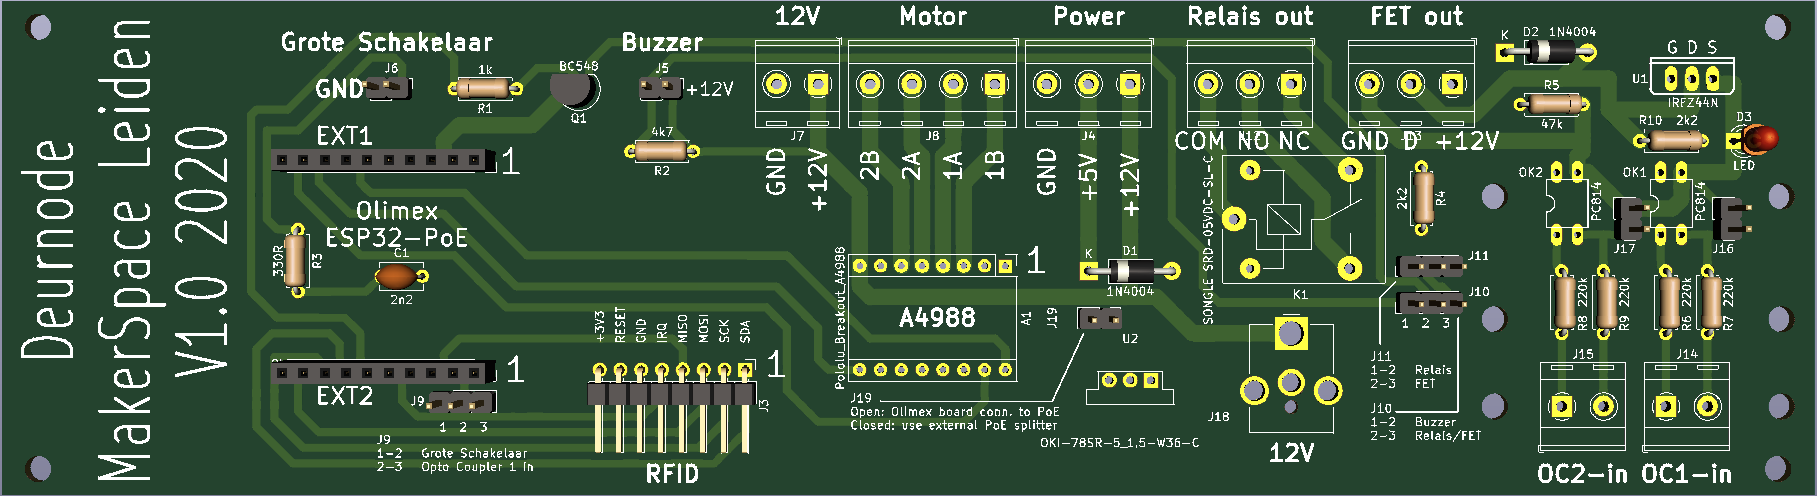 Deurnode
MakerSpace Leiden
V1.0 2020
Grote Schakelaar
Buzzer
12V
Motor
Power
Relais out
FET out
J6
GND
1k
R1
BC548
Q1
J5
+12V
4k7
R2
J7
GND
+12V
J8
2B
2A
1A
1B
J4
GND
+5V
+12V
COM NO NC
J13
GND D +12V
K
D2 1N4004
R5
47k
G D S
U1
IRFZ44N
R10 2k2
D3
LED
EXT1
1
Olimex
ESP32-PoE
330R
R3
C1
2n2
EXT2
1
J9
1 2 3
J9
1-2 Grote Schakelaar
2-3 Opto Coupler 1 in
+3V3
RESET
GND
IRQ
MISO
MOSI
SCK
SDA
1
J3
RFID
Pololu_Breakout_A4988
1
A4988
A1
K
D1
1N4004
J19
U2
J19
Open: Olimex board conn. to PoE
Closed: use external PoE splitter
OKI-78SR-5_1,5-W36-C
SONGLE SRD-05VDC-SL-C
K1
J18
12V
2k2
R4
J11
J10
1 2 3
J11
1-2 Relais
2-3 FET
J10
1-2 Buzzer
2-3 Relais/FET
OK2
PC814
J17
OK1
PC814
J16
R8
220k
R9
220k
R6
220k
R7
220k
J15
J14
OC2-in
OC1-in